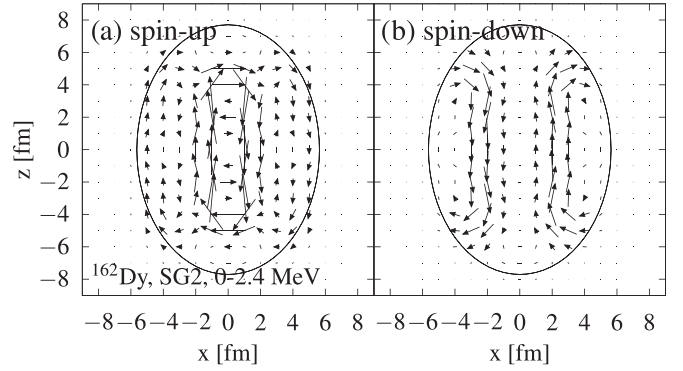 (a) spin-up (b) spin-down
8
6
4
2
0
−2
−4
−6
−8
z [fm]
¹⁶²Dy, SG2, 0-2.4 MeV
−8 −6 −4 −2 0 2 4 6 8 −8 −6 −4 −2 0 2 4 6 8
x [fm] x [fm]